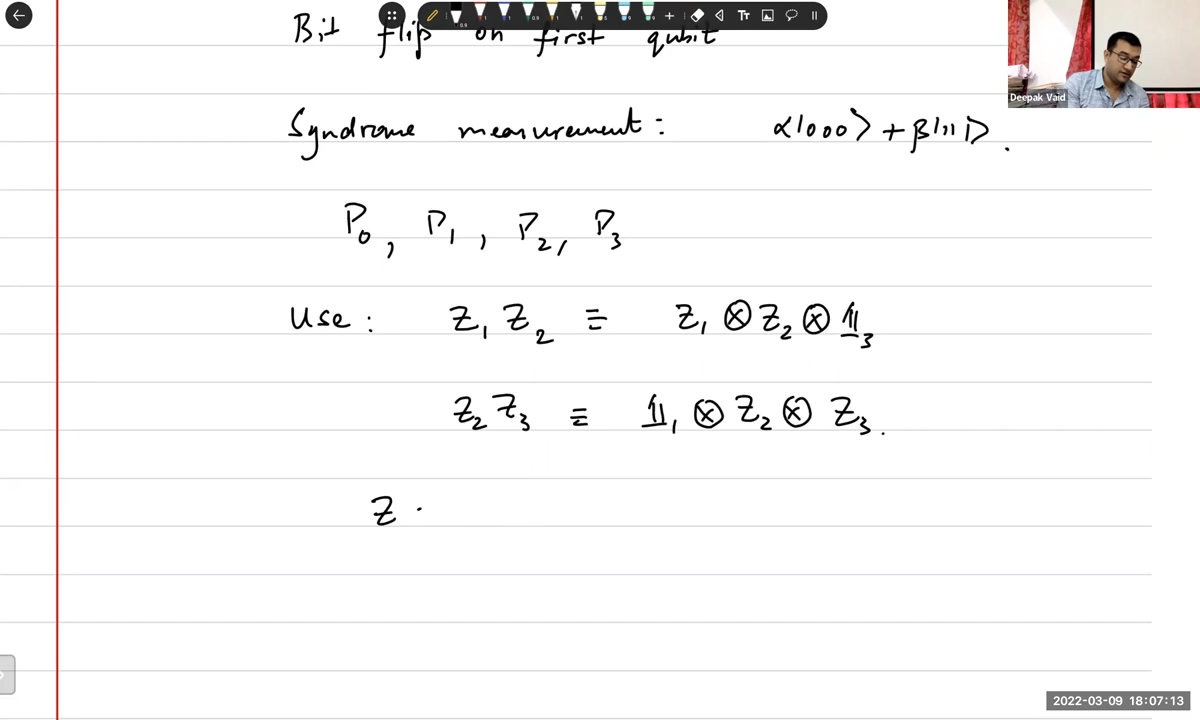 Bit flip on first qubit
Deepak Vaid
Syndrome measurement: α|000⟩ + β|111⟩.
P₀, P₁, P₂, P₃
Use: Z₁ Z₂ ≡ Z₁ ⊗ Z₂ ⊗ 𝟙₃
Z₂ Z₃ ≡ 𝟙₁ ⊗ Z₂ ⊗ Z₃.
Z ·
2022-03-09 18:07:13